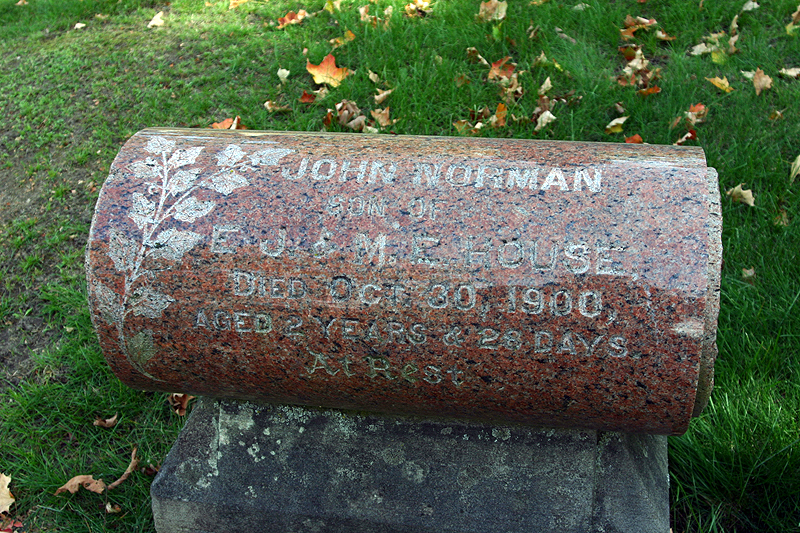 JOHN NORMAN
SON OF
E. J. & M. E. HOUSE,
DIED OCT. 30, 1900,
AGED 2 YEARS & 28 DAYS.
At Rest